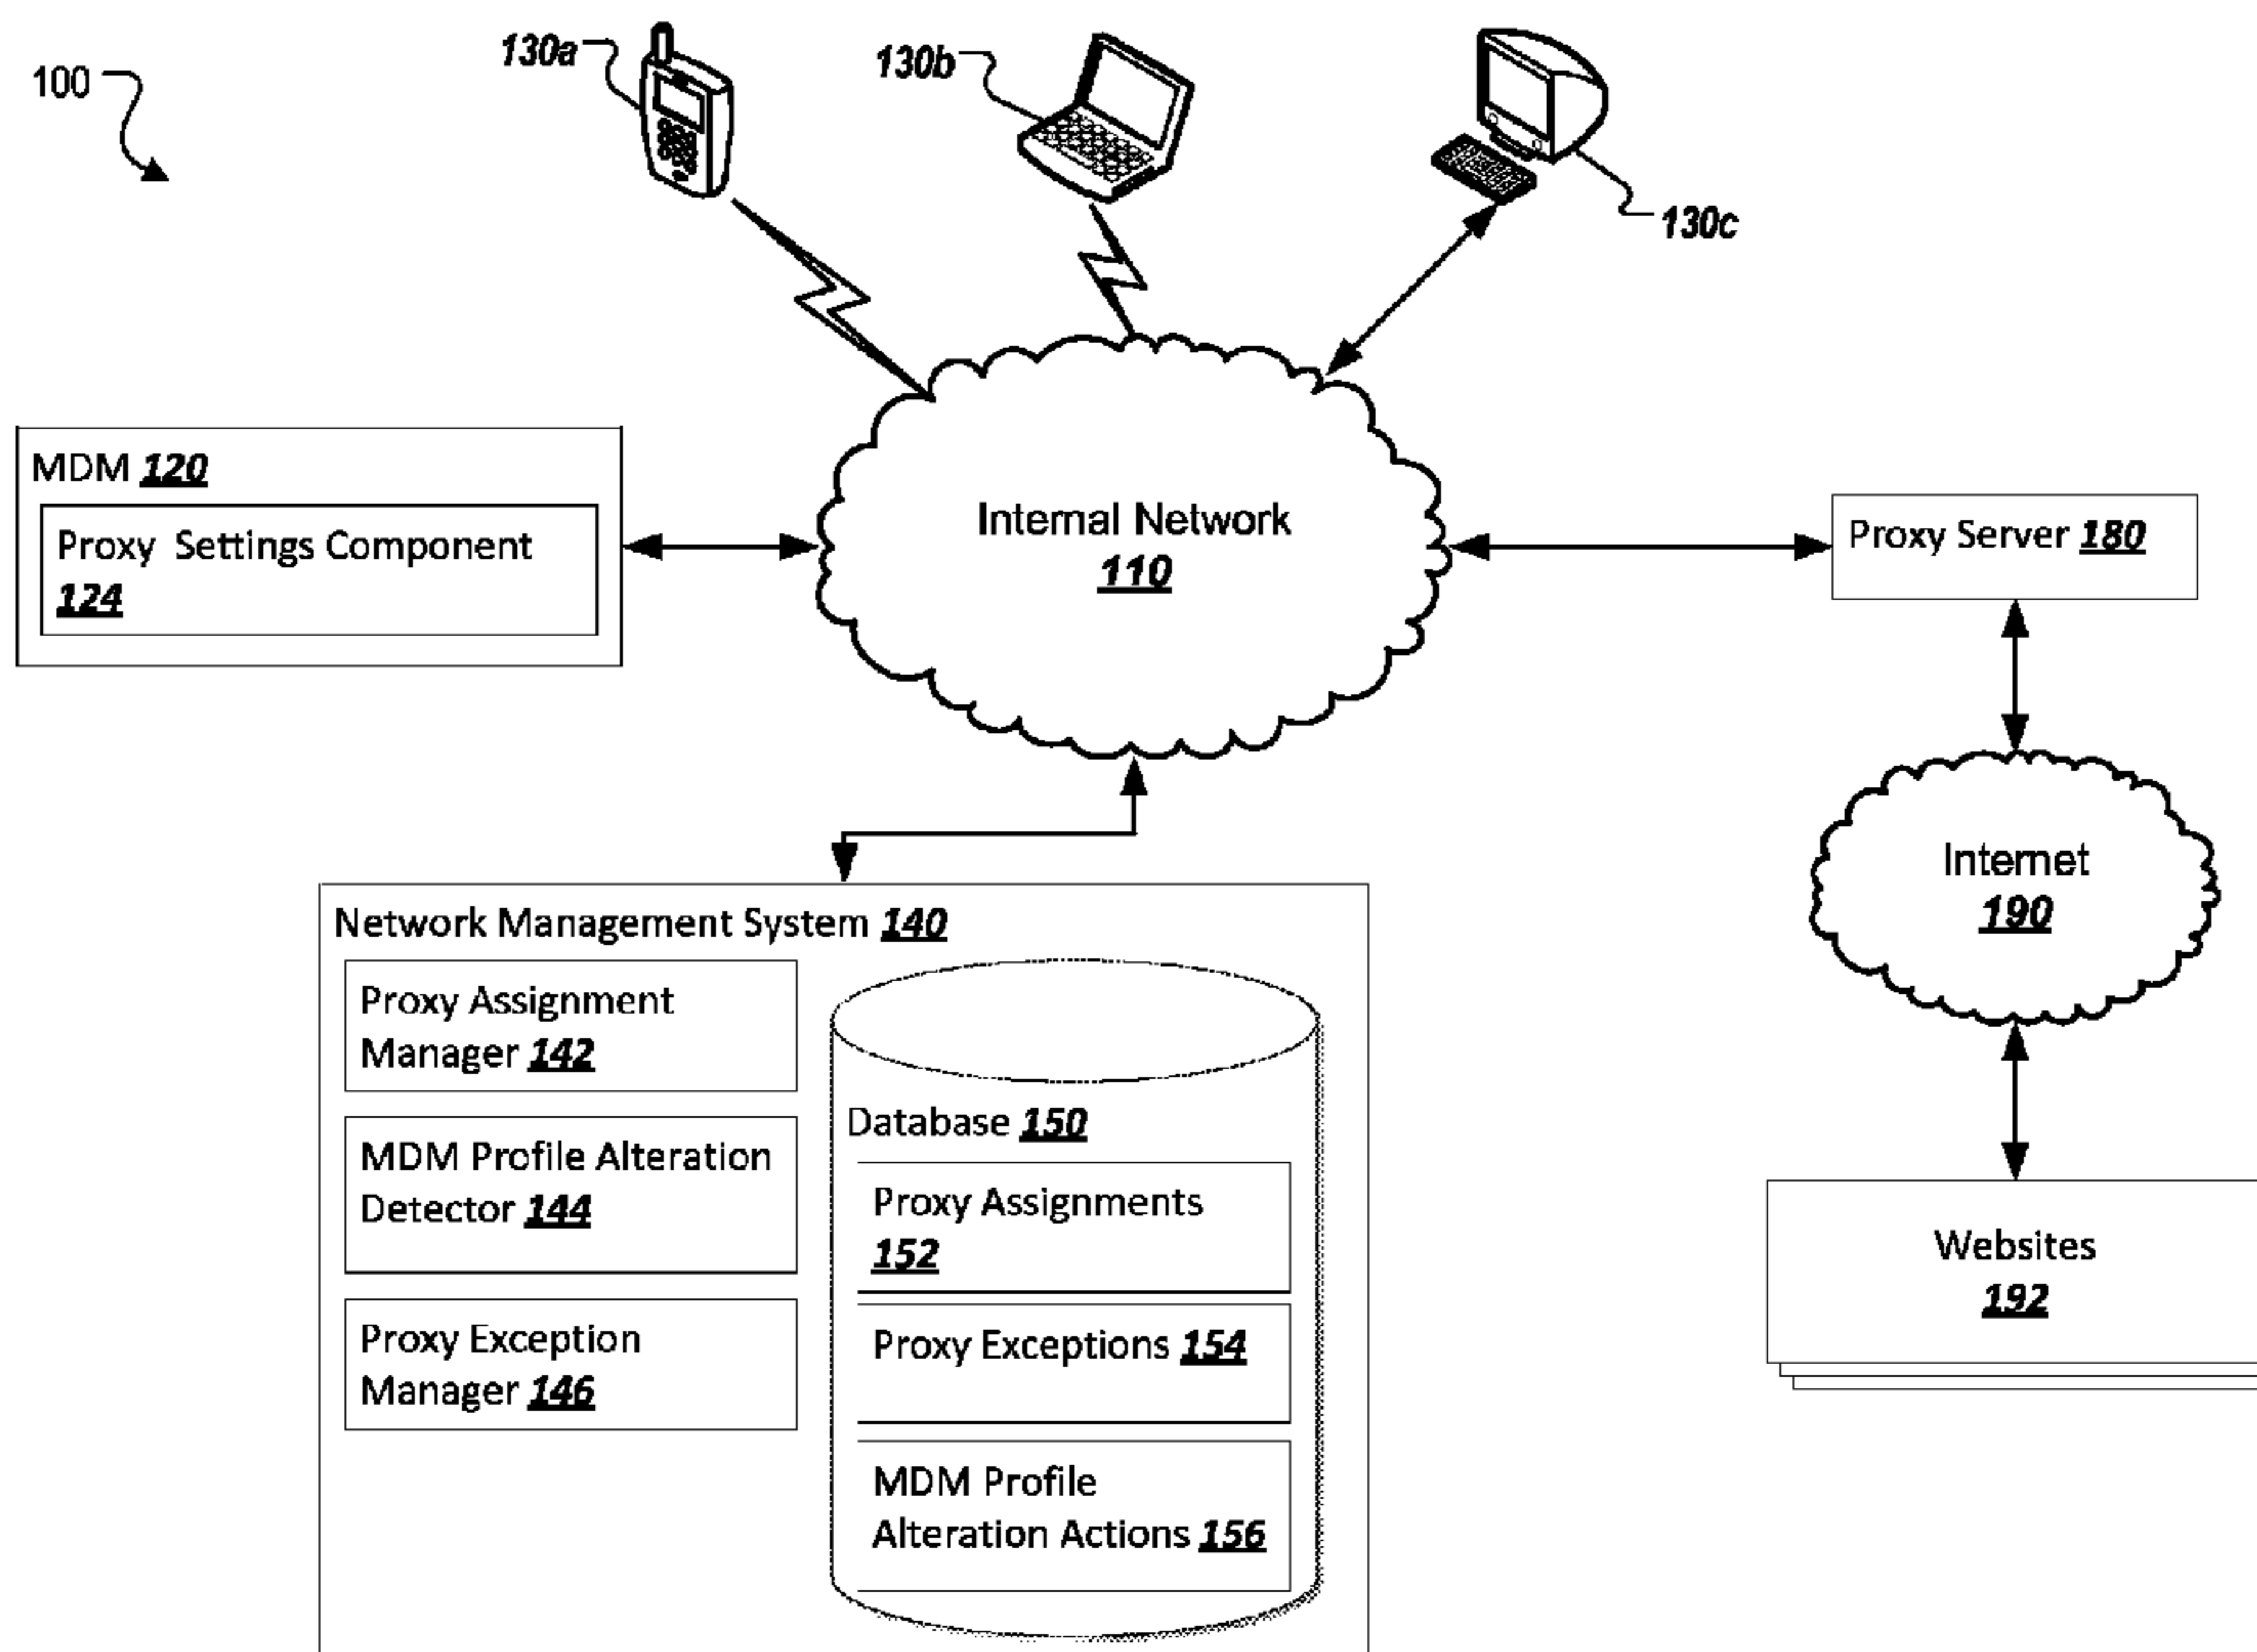 100
130a
130b
130c
MDM 120
Proxy Settings Component
124
Internal Network
110
Proxy Server 180
Internet
190
Websites
192
Network Management System 140
Proxy Assignment
Manager 142
MDM Profile Alteration
Detector 144
Proxy Exception
Manager 146
Database 150
Proxy Assignments
152
Proxy Exceptions 154
MDM Profile
Alteration Actions 156